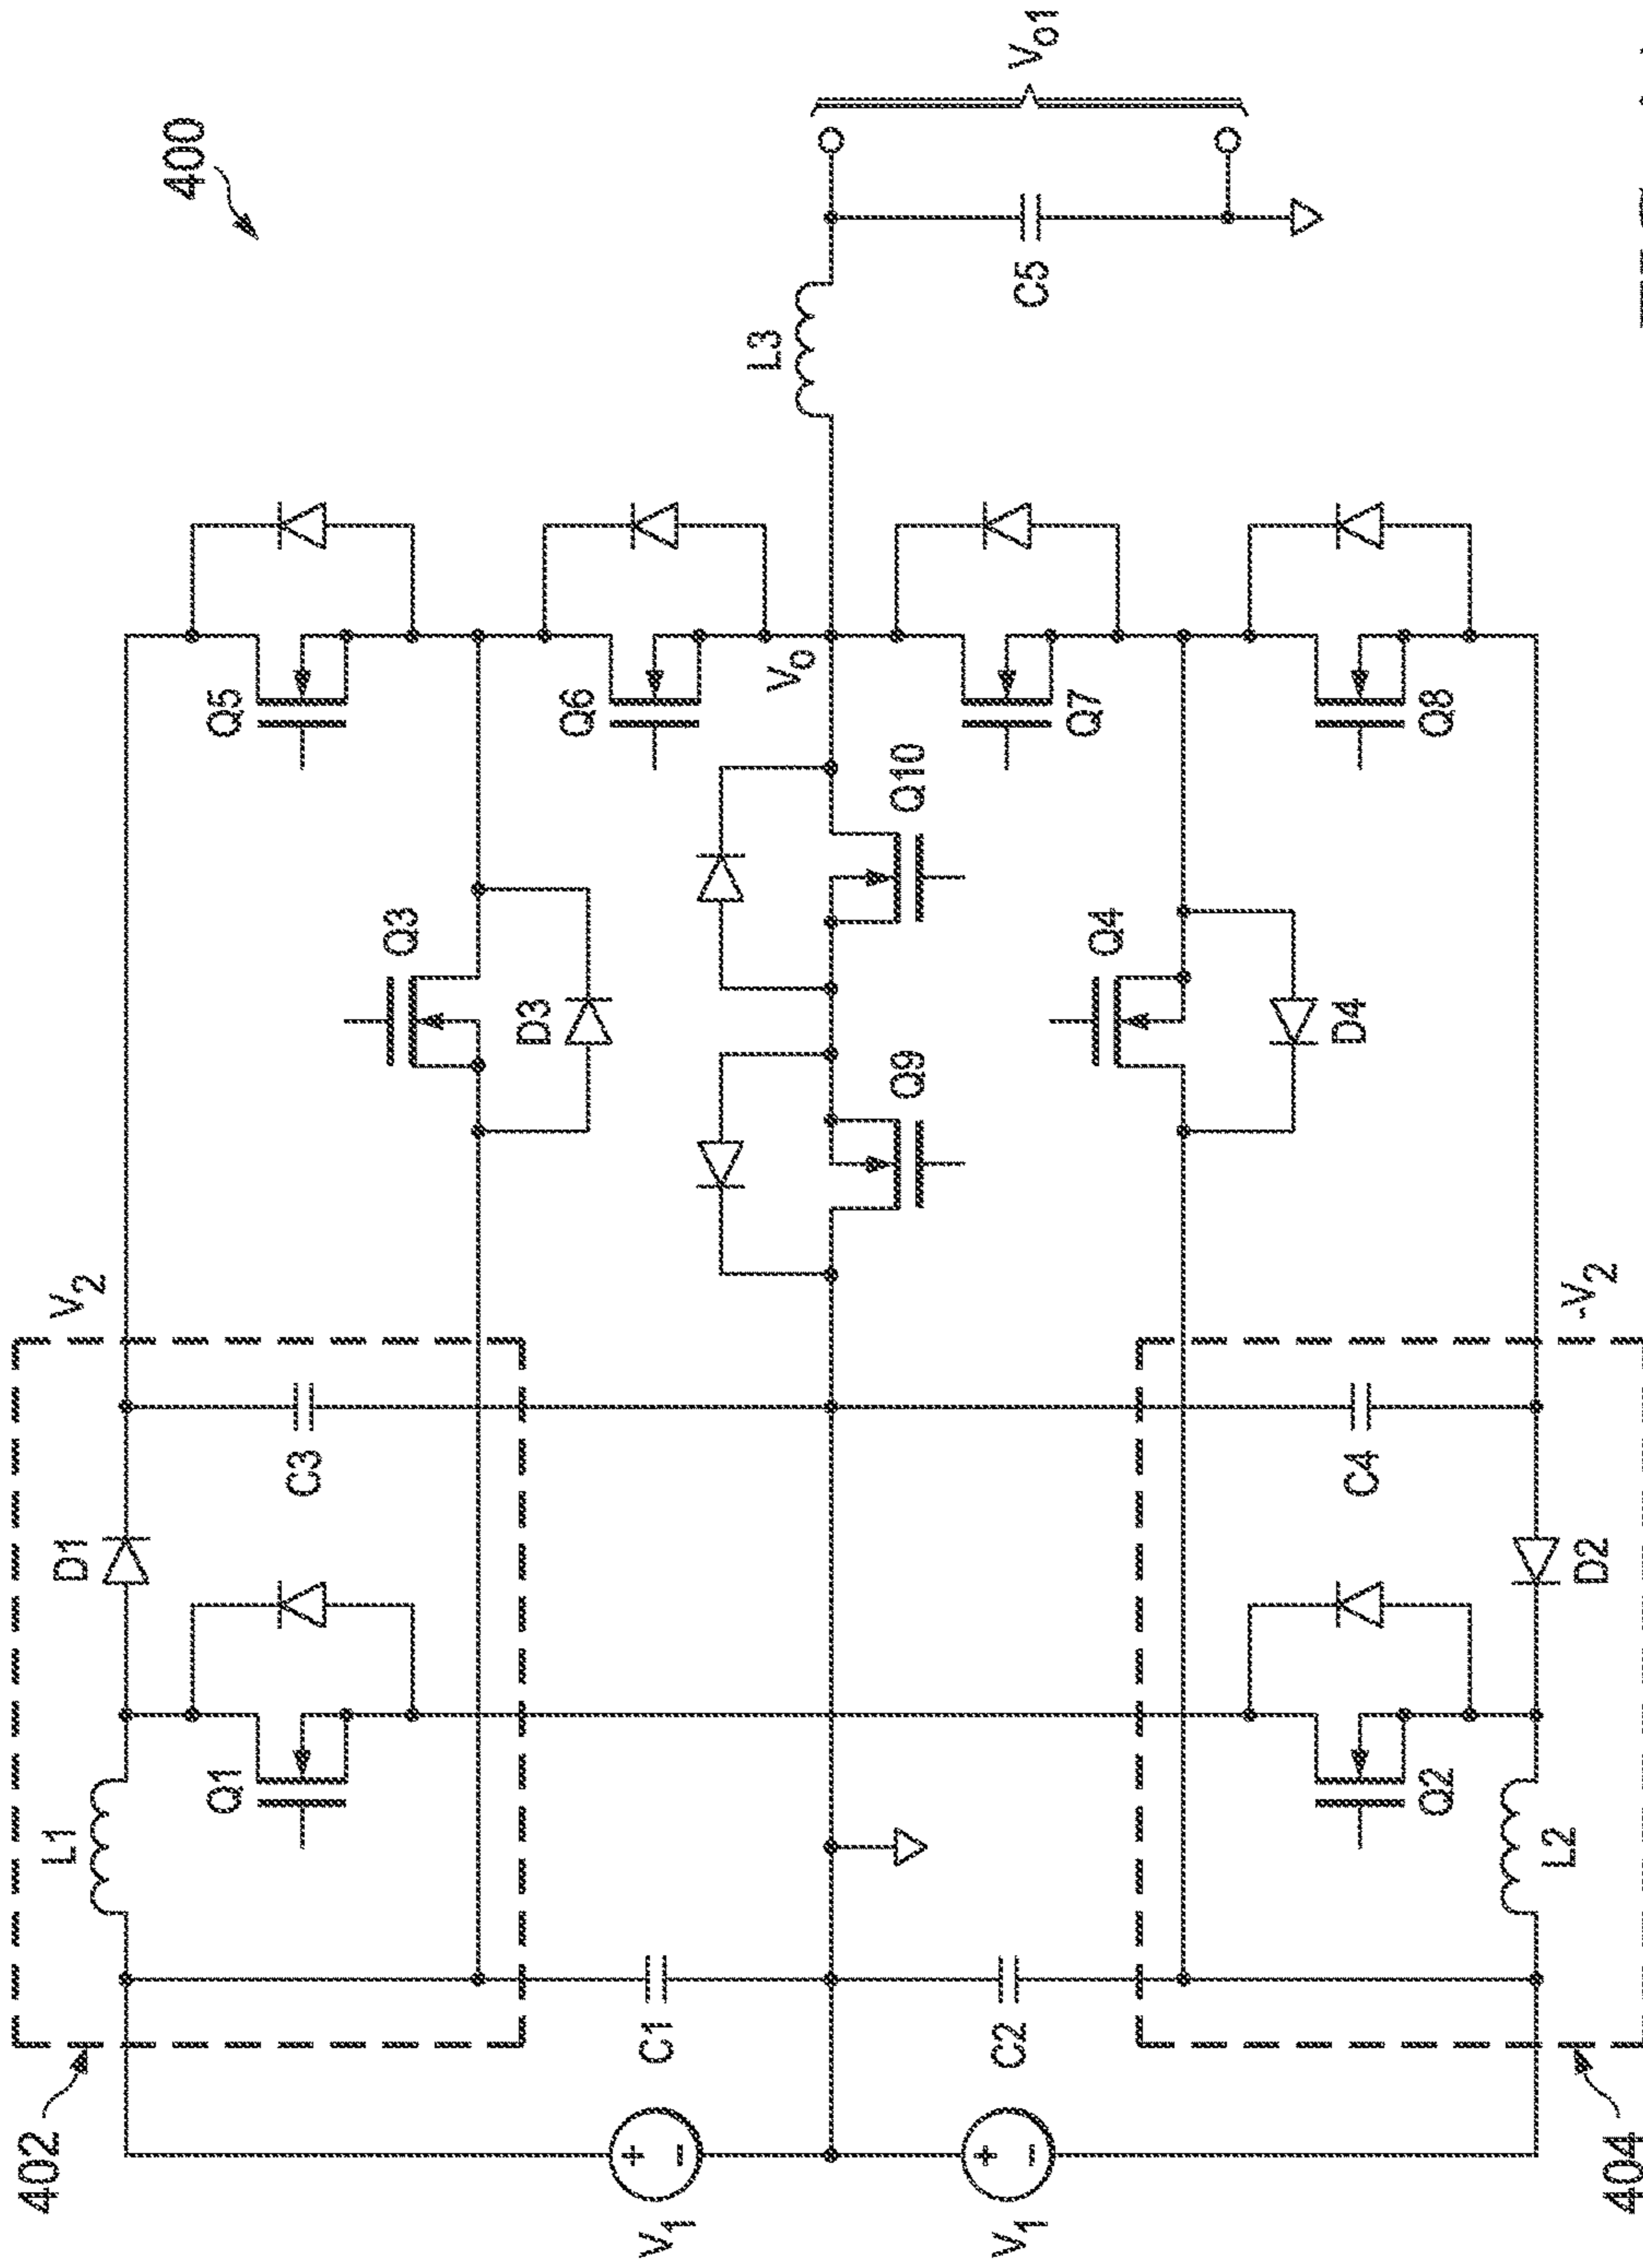 400
402
L1
D1
V2
Q1
C3
Q5
Q3
D3
Q6
V1
+
-
C1
Vo
L3
Vo1
Q9
Q10
C5
V1
+
-
C2
Q4
D4
Q7
Q2
C4
Q8
L2
D2
-V2
404